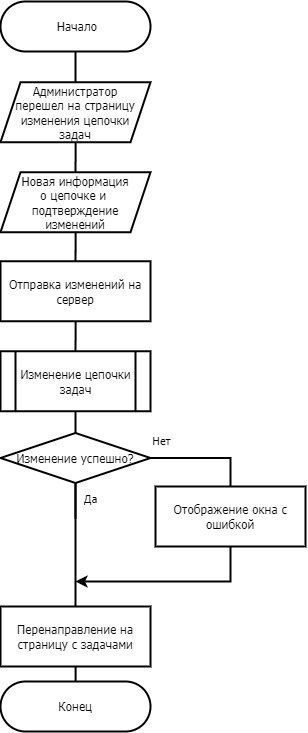 Начало
Администратор
перешел на страницу
изменения цепочки
задач
Новая информация
о цепочке и
подтверждение
изменений
Отправка изменений на
сервер
Изменение цепочки
задач
Изменение успешно?
Нет
Да
Отображение окна с
ошибкой
Перенаправление на
страницу с задачами
Конец